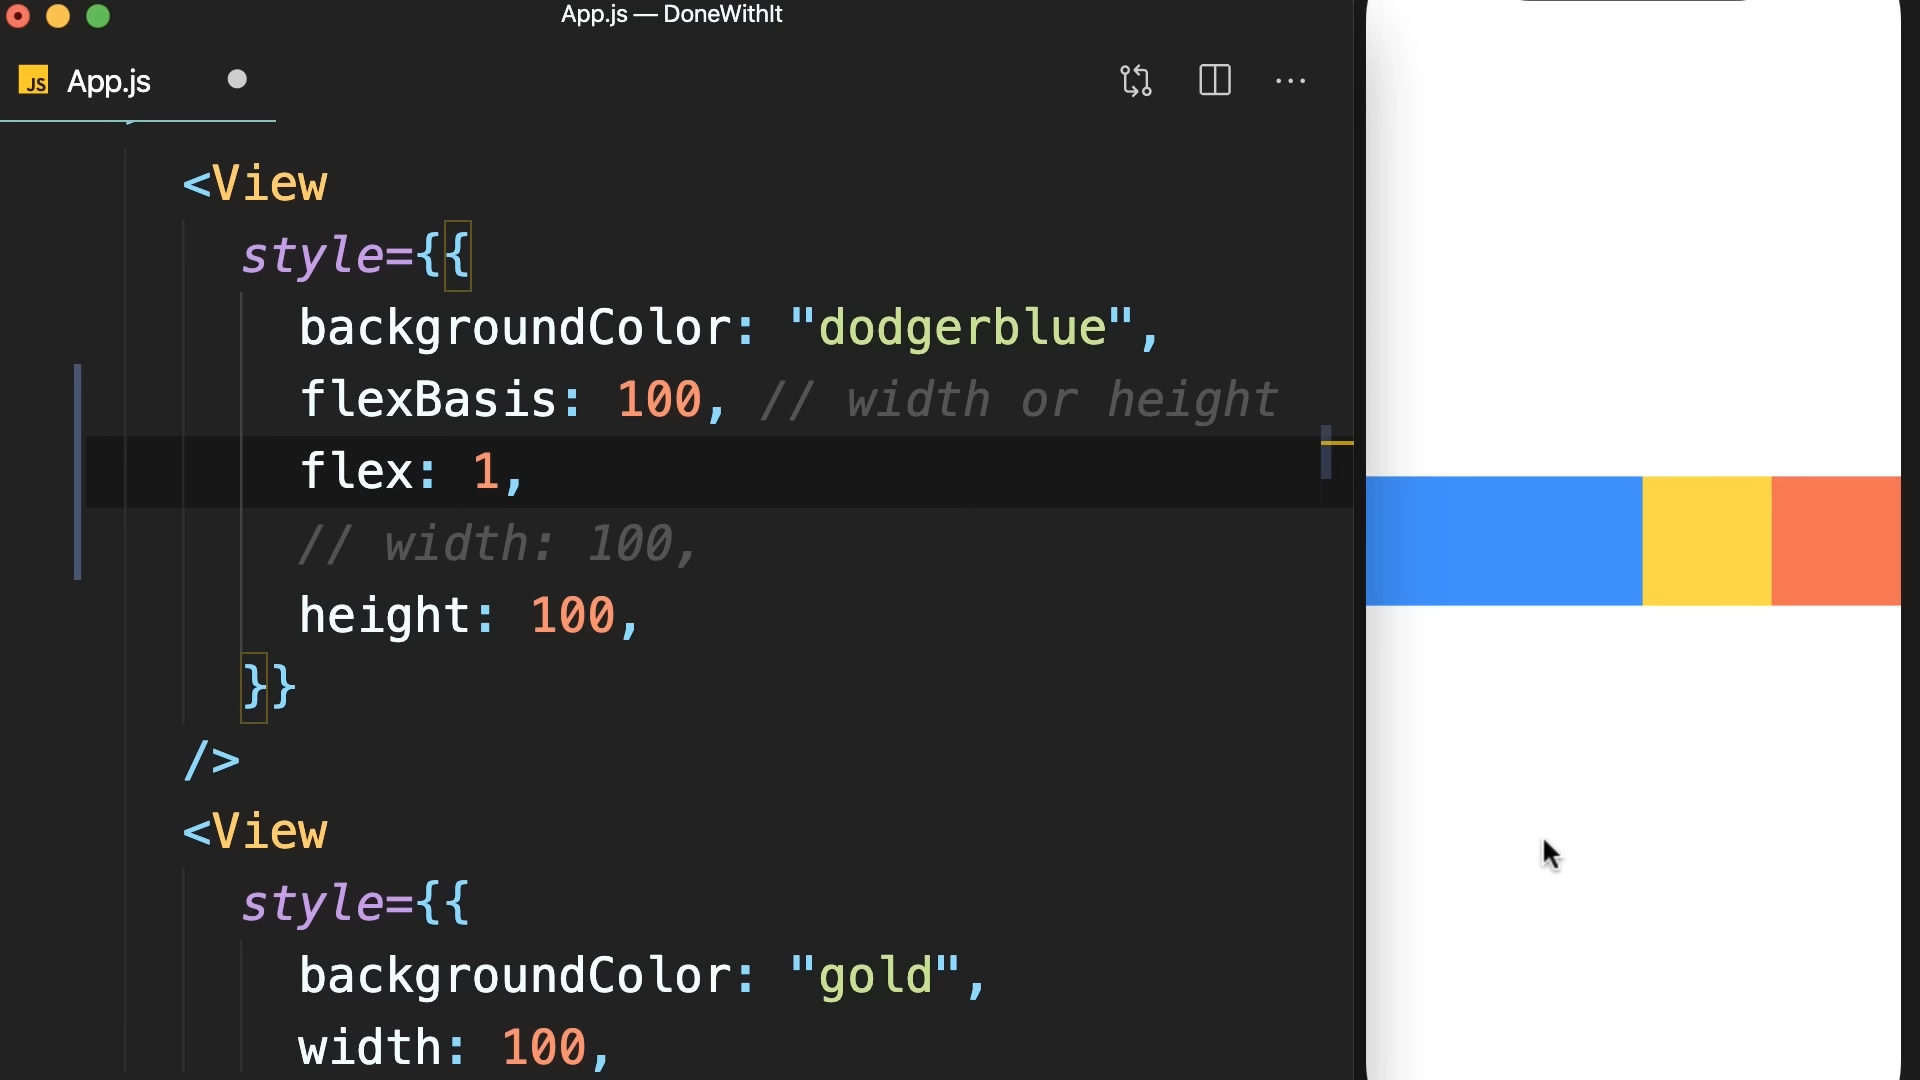 App.js — DoneWithIt
JS App.js
<View
style={{
backgroundColor: "dodgerblue",
flexBasis: 100, // width or height
flex: 1,
// width: 100,
height: 100,
}}
/>
<View
style={{
backgroundColor: "gold",
width: 100,